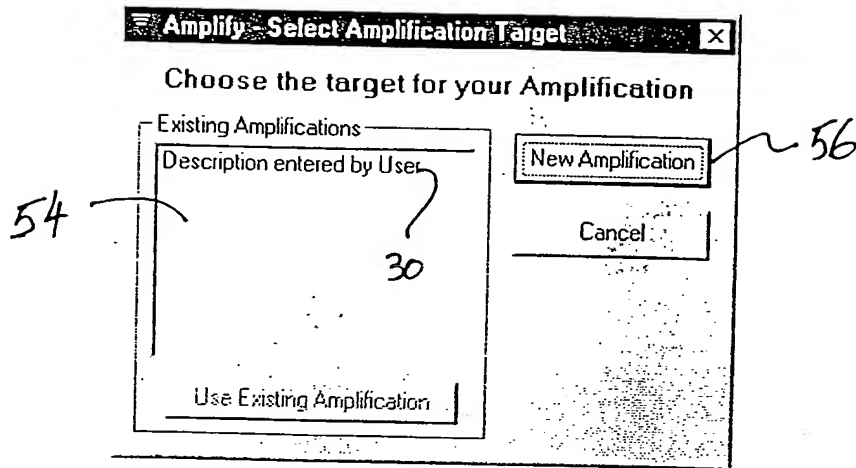 Amplify - Select Amplification Target
Choose the target for your Amplification
Existing Amplifications
Description entered by User
New Amplification
56
54
30
Cancel
Use Existing Amplification